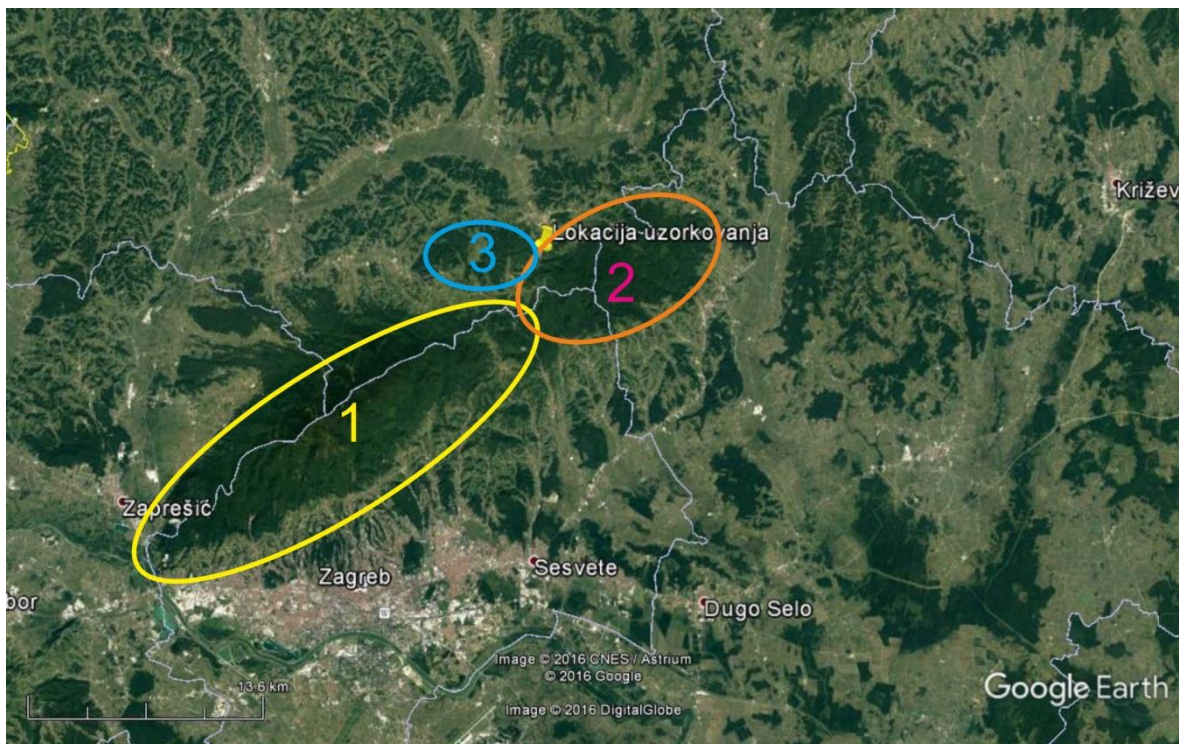 Križev
Lokacija uzorkovanja
3
2
1
Zaprešić
Zagreb
Sesvete
bor
Dugo Selo
Image © 2016 CNES / Astrium
© 2016 Google
13.6 km
Google Earth
Image © 2016 DigitalGlobe